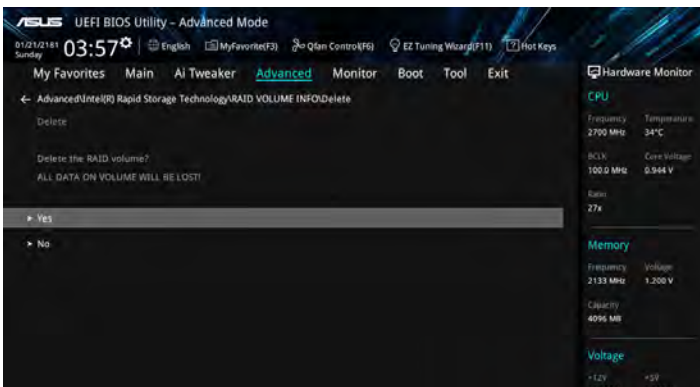 ASUS UEFI BIOS Utility – Advanced Mode
01/21/2181 Sunday 03:57 English MyFavorite(F3) Qfan Control(F6) EZ Tuning Wizard(F11) ? Hot Keys
My Favorites Main Ai Tweaker Advanced Monitor Boot Tool Exit
Hardware Monitor
← Advanced\Intel(R) Rapid Storage Technology\RAID VOLUME INFO\Delete
Delete
Delete the RAID volume?
ALL DATA ON VOLUME WILL BE LOST!
Yes
No
CPU
Frequency Temperature
2700 MHz 34°C
BCLK Core Voltage
100.0 MHz 0.944 V
Ratio
27x
Memory
Frequency Voltage
2133 MHz 1.200 V
Capacity
4096 MB
Voltage
+12V +5V